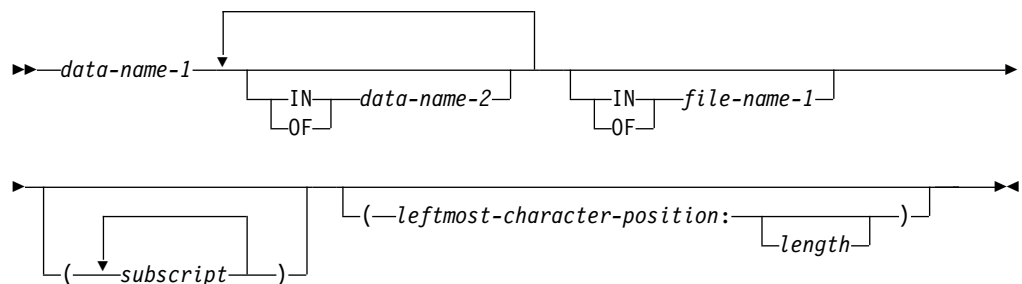 data-name-1 IN data-name-2 IN file-name-1
OF OF
(leftmost-character-position: )
length
( subscript )